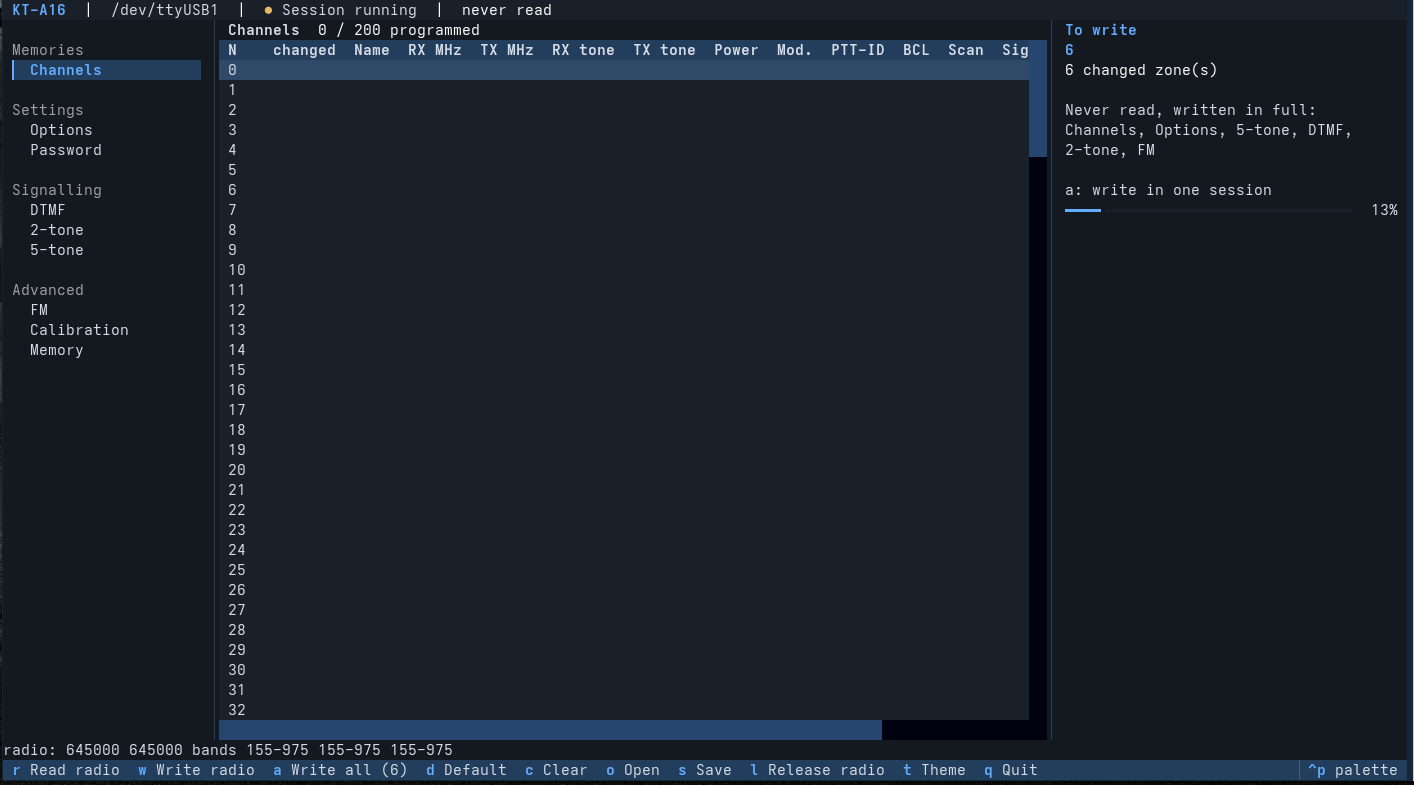 KT-A16 | /dev/ttyUSB1 | ● Session running | never read
Memories
Channels
Settings
Options
Password
Signalling
DTMF
2-tone
5-tone
Advanced
FM
Calibration
Memory
Channels 0 / 200 programmed
N changed Name RX MHz TX MHz RX tone TX tone Power Mod. PTT-ID BCL Scan Sig
0
1
2
3
4
5
6
7
8
9
10
11
12
13
14
15
16
17
18
19
20
21
22
23
24
25
26
27
28
29
30
31
32
To write
6
6 changed zone(s)
Never read, written in full:
Channels, Options, 5-tone, DTMF,
2-tone, FM
a: write in one session
13%
radio: 645000 645000 bands 155-975 155-975 155-975
r Read radio w Write radio a Write all (6) d Default c Clear o Open s Save l Release radio t Theme q Quit ^p palette